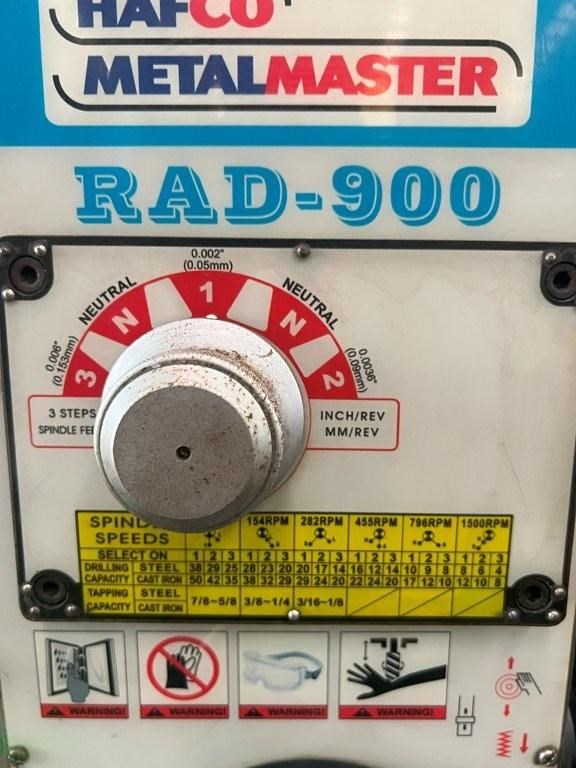 HAFCO
METALMASTER
RAD-900
0.002"
(0.05mm)
NEUTRAL
NEUTRAL
0.006"
(0.153mm)
0.0036"
(0.09mm)
3 N 1 N 2
3 STEPS
SPINDLE
INCH/REV
MM/REV
SPEEDS 154RPM 282RPM 455RPM 796RPM 1500RPM
SELECT ON 1 2 3 1 2 3 1 2 3 1 2 3 1 2 3 1 2 3
DRILLING STEEL 38 29 25 28 23 20 20 17 14 16 12 14 10 9 8 8 6 4
CAPACITY CAST IRON 50 42 35 38 32 29 29 24 20 22 24 20 17 12 10 12 10 8
TAPPING STEEL
CAPACITY CAST IRON 7/8~5/8 3/8~1/4 3/16~1/8
WARNING! WARNING! WARNING! WARNING!